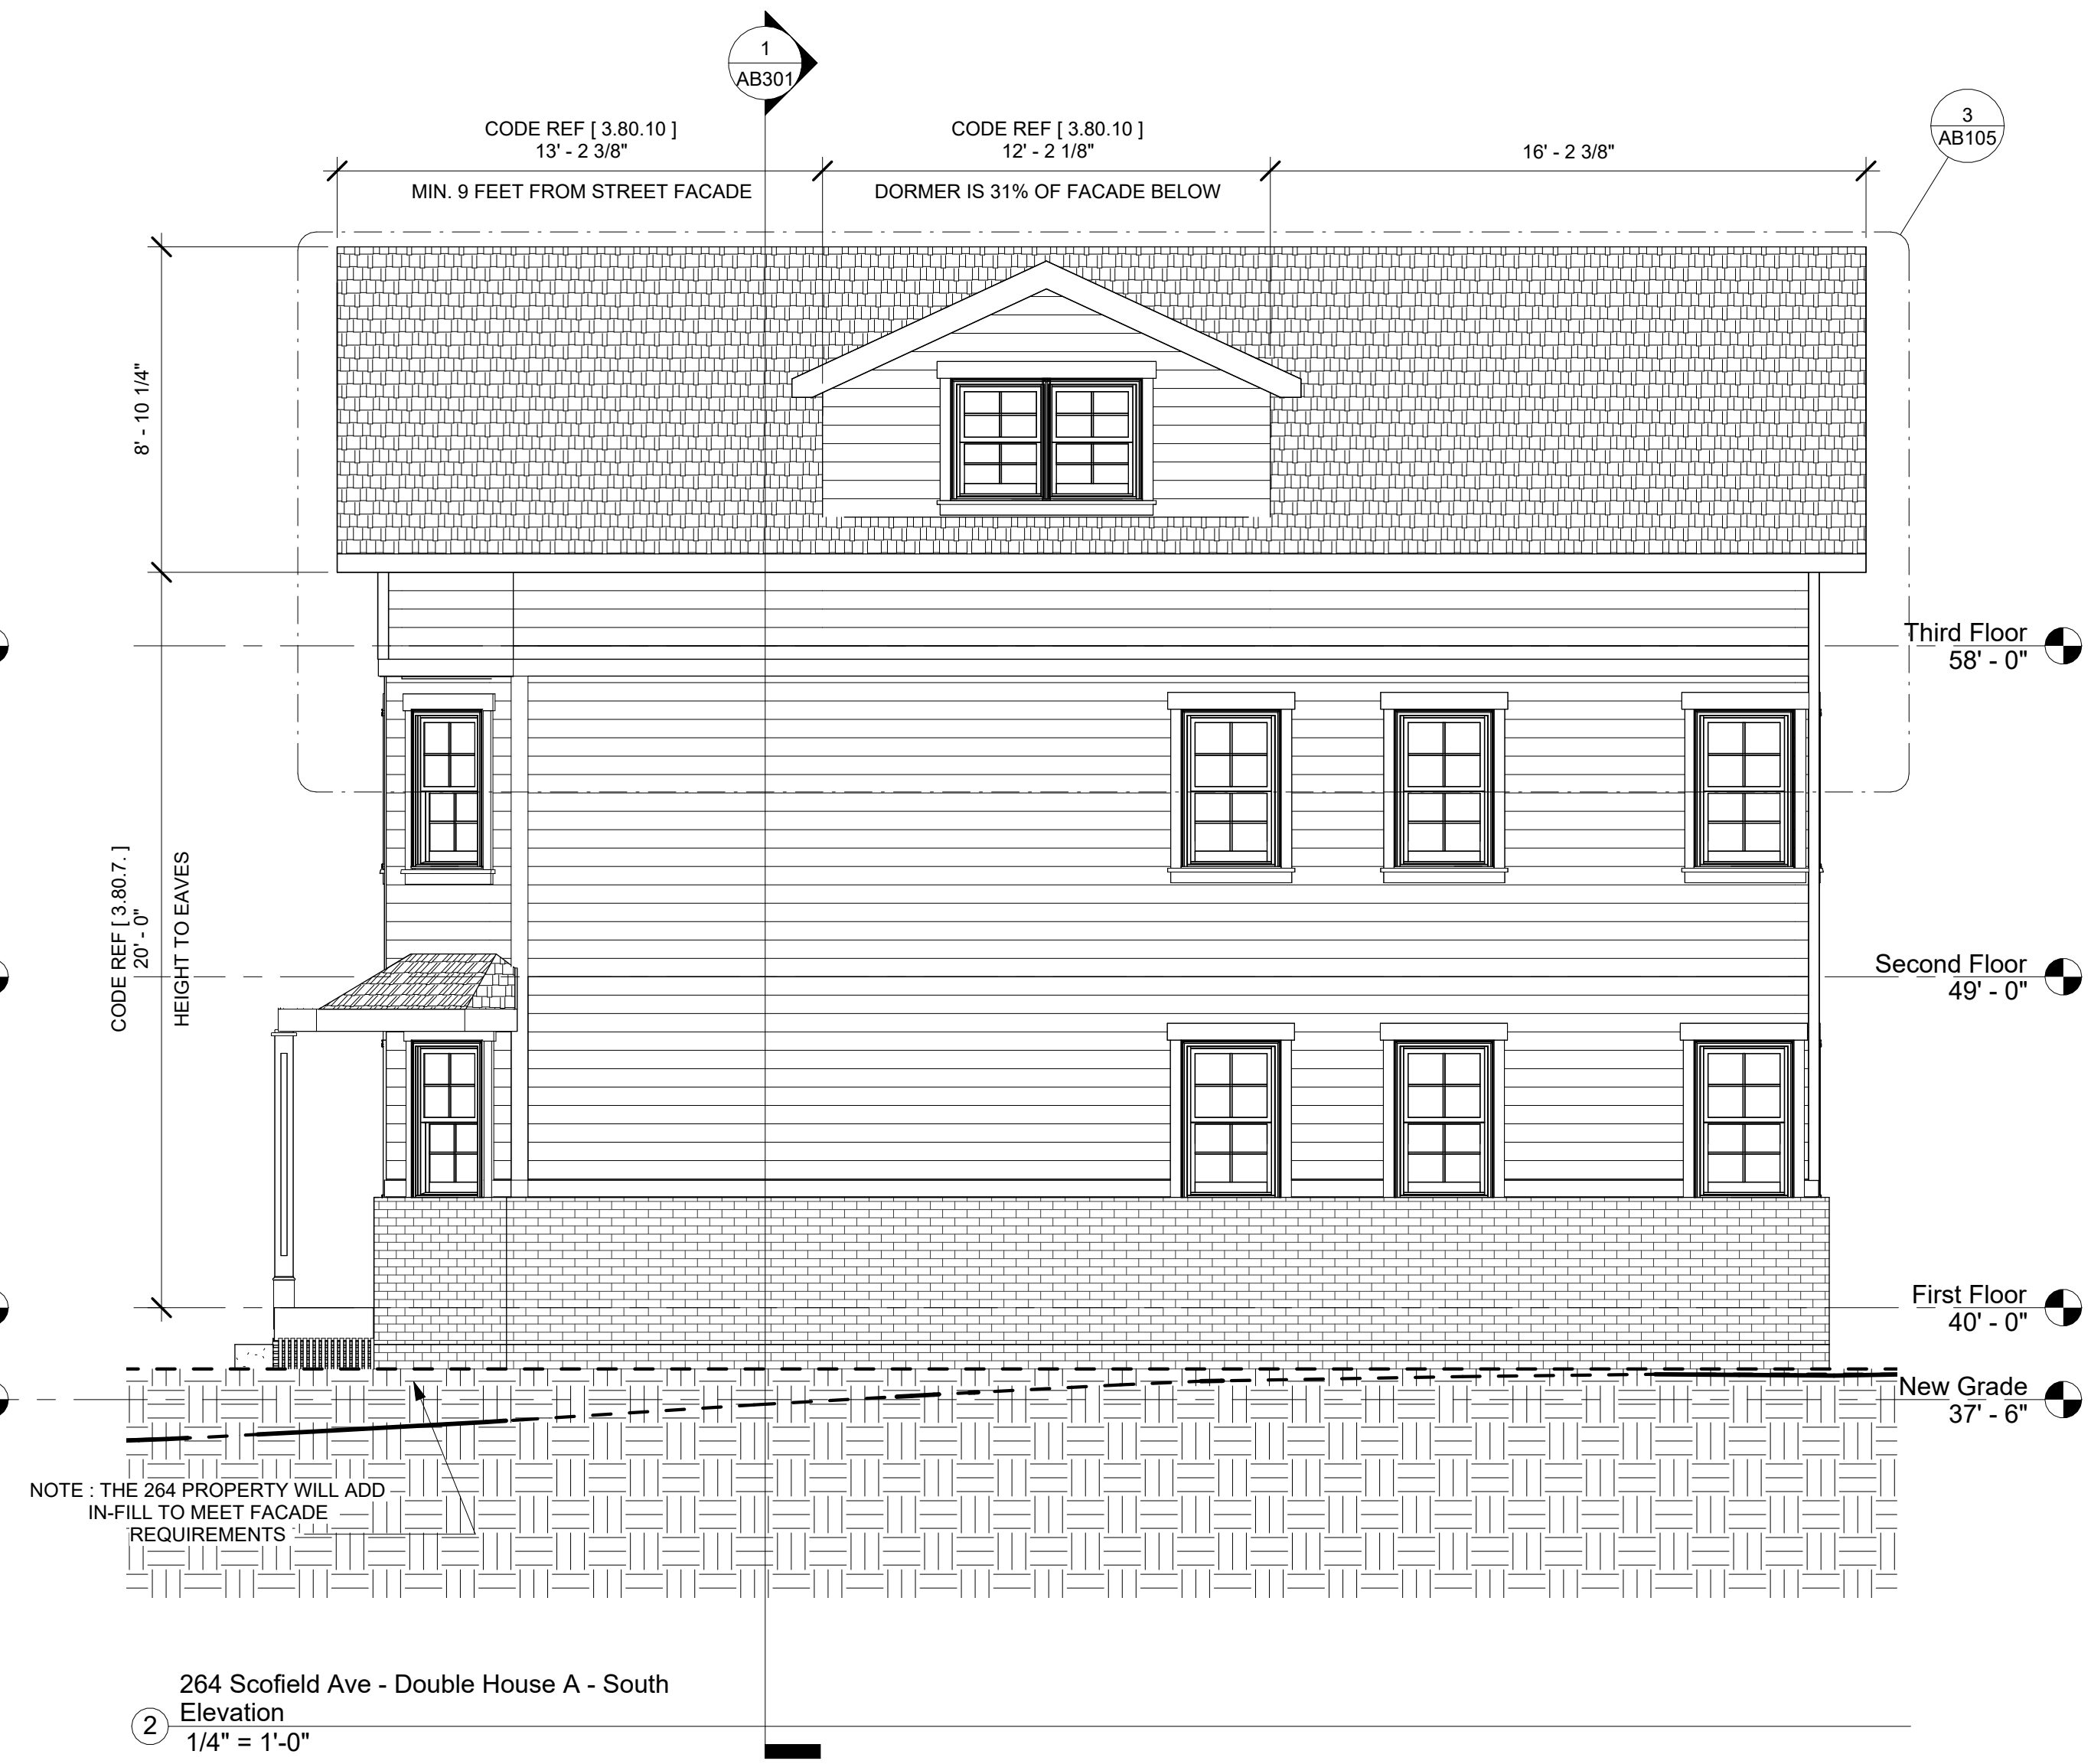 1
AB301
3
AB105
CODE REF [ 3.80.10 ]
13' - 2 3/8"
MIN. 9 FEET FROM STREET FACADE
CODE REF [ 3.80.10 ]
12' - 2 1/8"
DORMER IS 31% OF FACADE BELOW
16' - 2 3/8"
8' - 10 1/4"
CODE REF [ 3.80.7. ]
20' - 0"
HEIGHT TO EAVES
Third Floor
58' - 0"
Second Floor
49' - 0"
First Floor
40' - 0"
New Grade
37' - 6"
NOTE : THE 264 PROPERTY WILL ADD
IN-FILL TO MEET FACADE
REQUIREMENTS
2
264 Scofield Ave - Double House A - South
Elevation
1/4" = 1'-0"